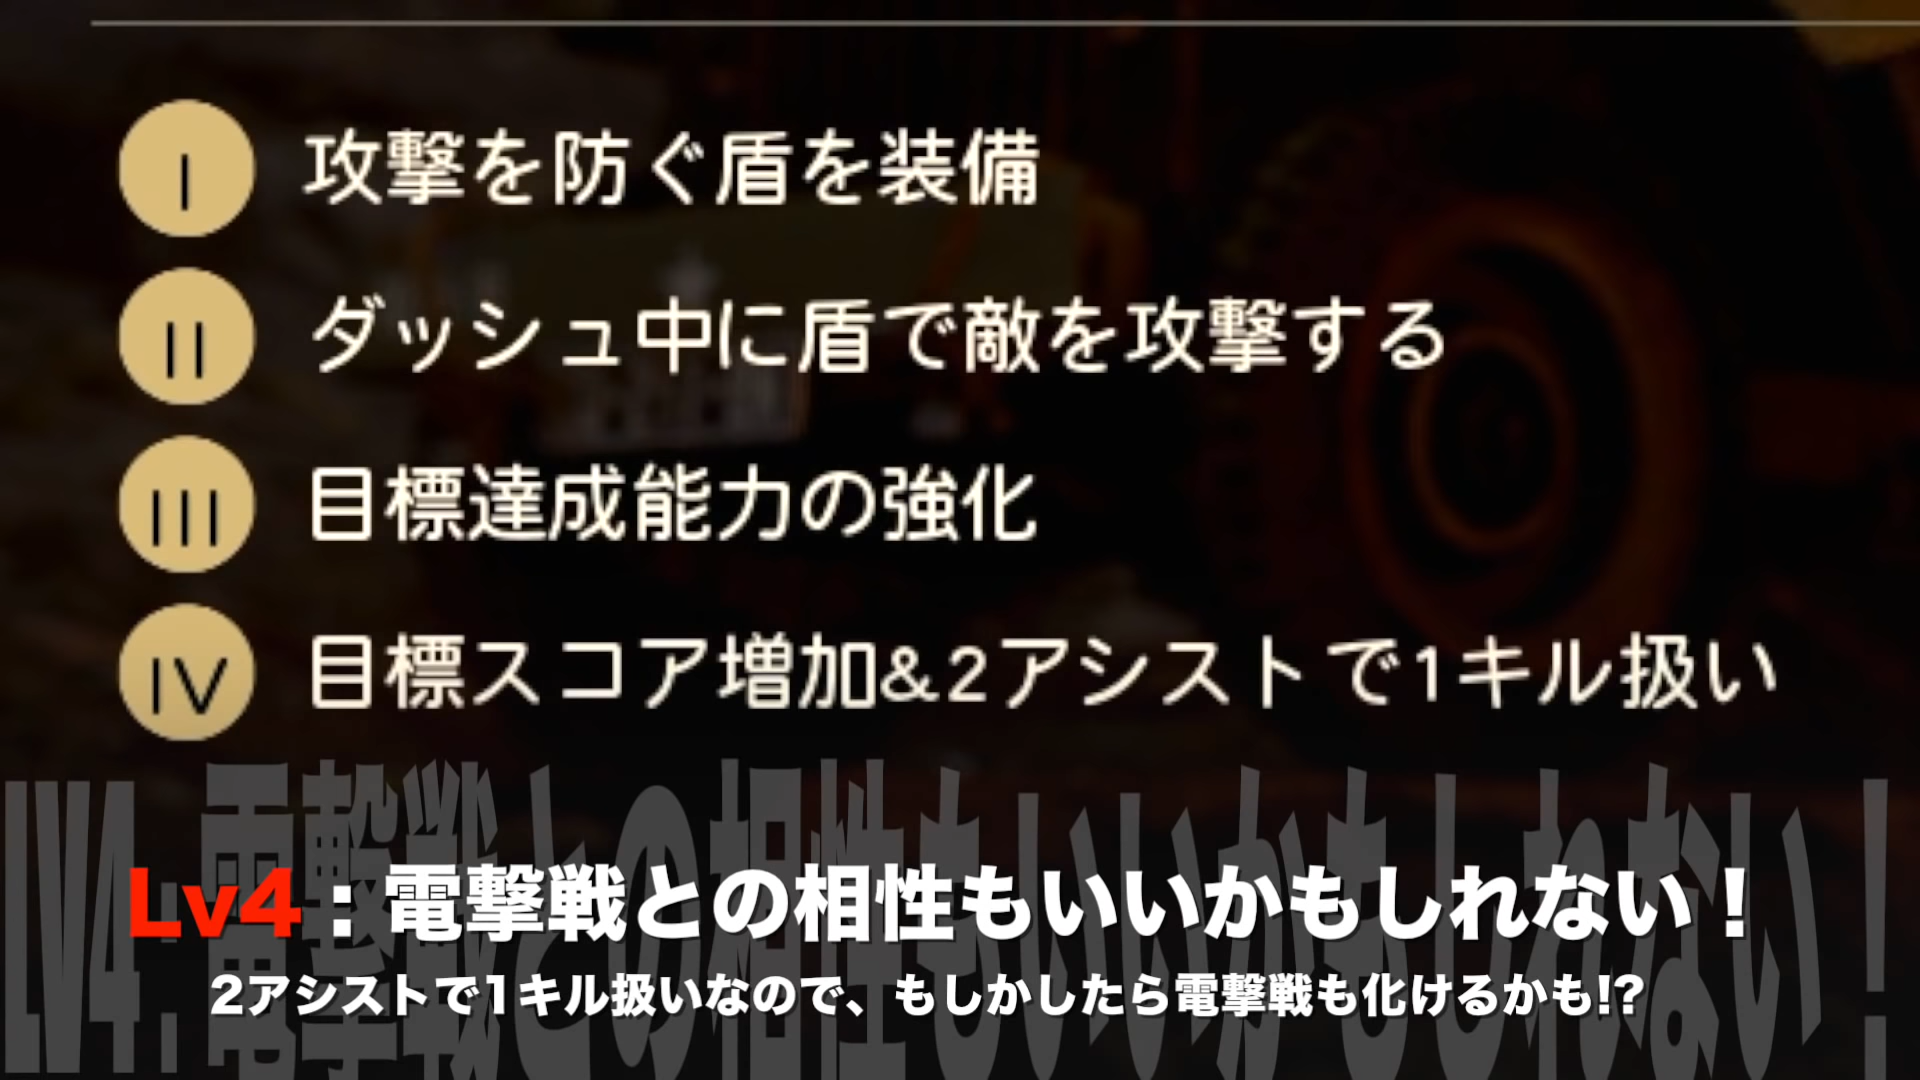 I 攻撃を防ぐ盾を装備
II ダッシュ中に盾で敵を攻撃する
III 目標達成能力の強化
IV 目標スコア増加&2アシストで1キル扱い
LV4：電撃戦との相性もいいかもしれない！
Lv4：電撃戦との相性もいいかもしれない！
2アシストで1キル扱いなので、もしかしたら電撃戦も化けるかも!?